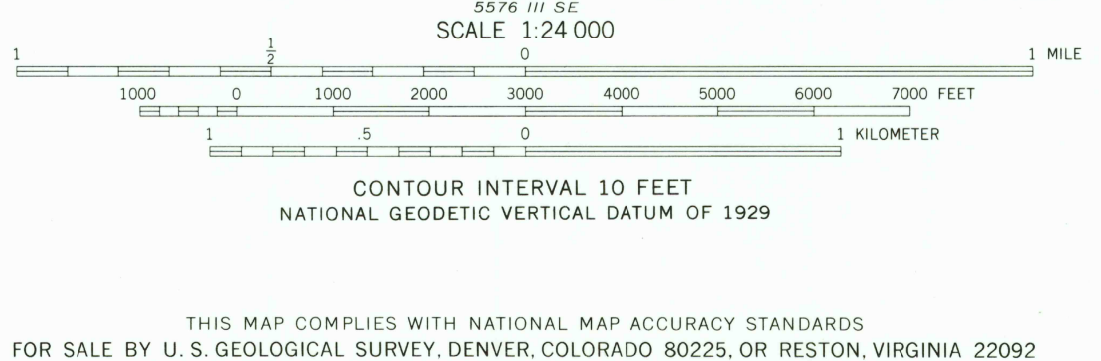 5576 III SE
SCALE 1:24 000
1 1/2 0 1 MILE
1000 0 1000 2000 3000 4000 5000 6000 7000 FEET
1 .5 0 1 KILOMETER
CONTOUR INTERVAL 10 FEET
NATIONAL GEODETIC VERTICAL DATUM OF 1929
THIS MAP COMPLIES WITH NATIONAL MAP ACCURACY STANDARDS
FOR SALE BY U. S. GEOLOGICAL SURVEY, DENVER, COLORADO 80225, OR RESTON, VIRGINIA 22092